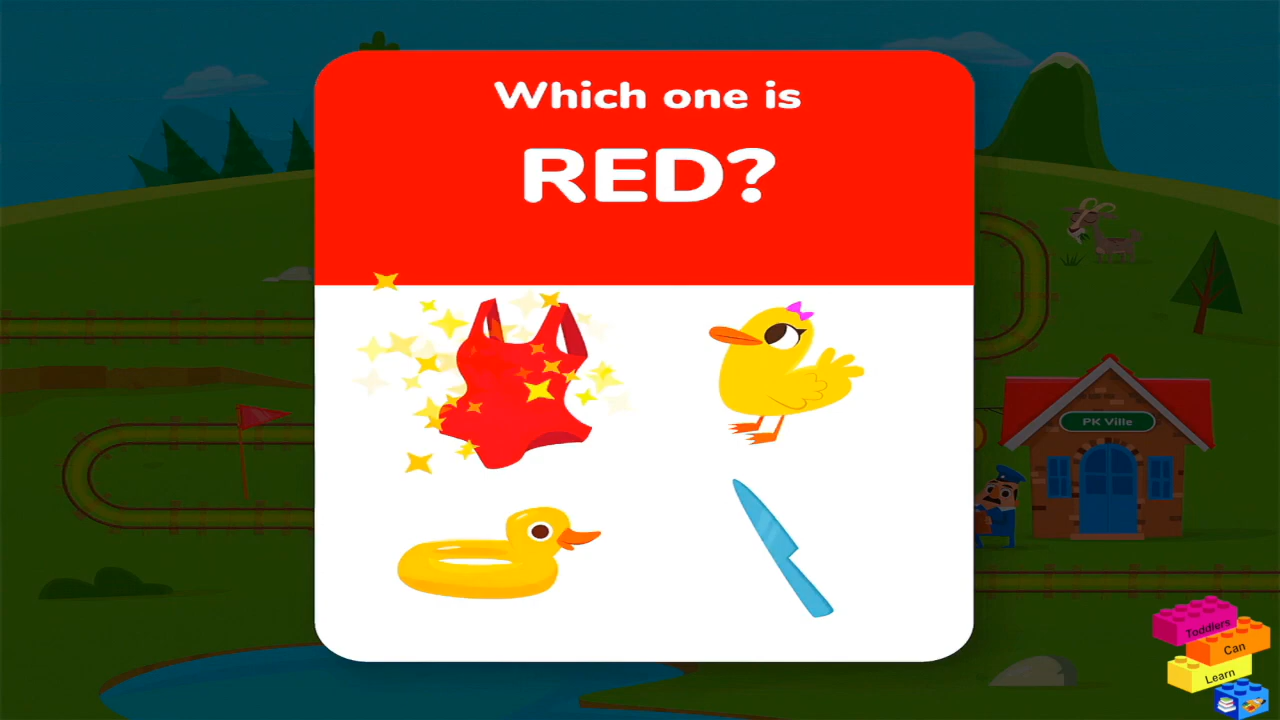 Which one is
RED?
PK Ville
Toddlers
Can
Learn